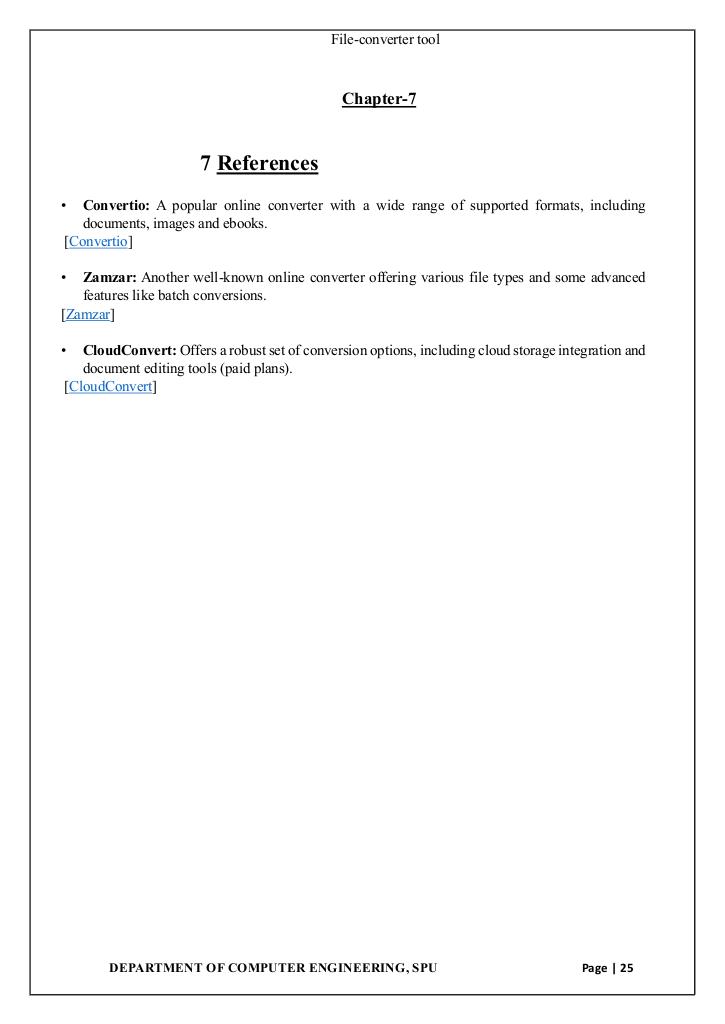 File-converter tool
Chapter-7
7 References
• Convertio: A popular online converter with a wide range of supported formats, including
documents, images and ebooks.
[Convertio]
• Zamzar: Another well-known online converter offering various file types and some advanced
features like batch conversions.
[Zamzar]
• CloudConvert: Offers a robust set of conversion options, including cloud storage integration and
document editing tools (paid plans).
[CloudConvert]
DEPARTMENT OF COMPUTER ENGINEERING, SPU Page | 25